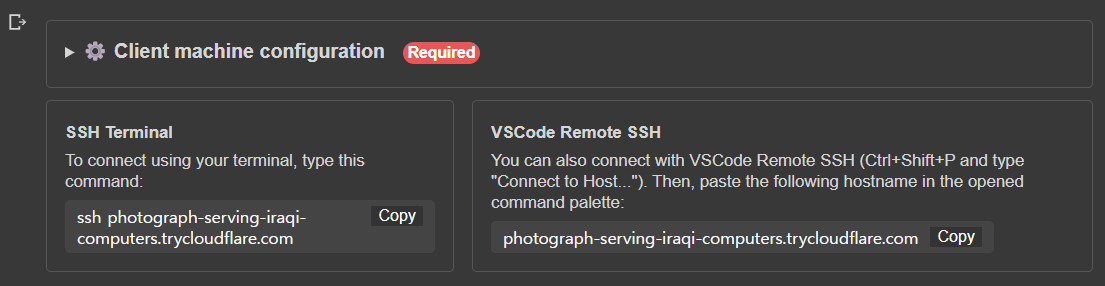 Client machine configuration Required
SSH Terminal
To connect using your terminal, type this
command:
ssh photograph-serving-iraqi-
computers.trycloudflare.com
Copy
VSCode Remote SSH
You can also connect with VSCode Remote SSH (Ctrl+Shift+P and type
"Connect to Host..."). Then, paste the following hostname in the opened
command palette:
photograph-serving-iraqi-computers.trycloudflare.com Copy